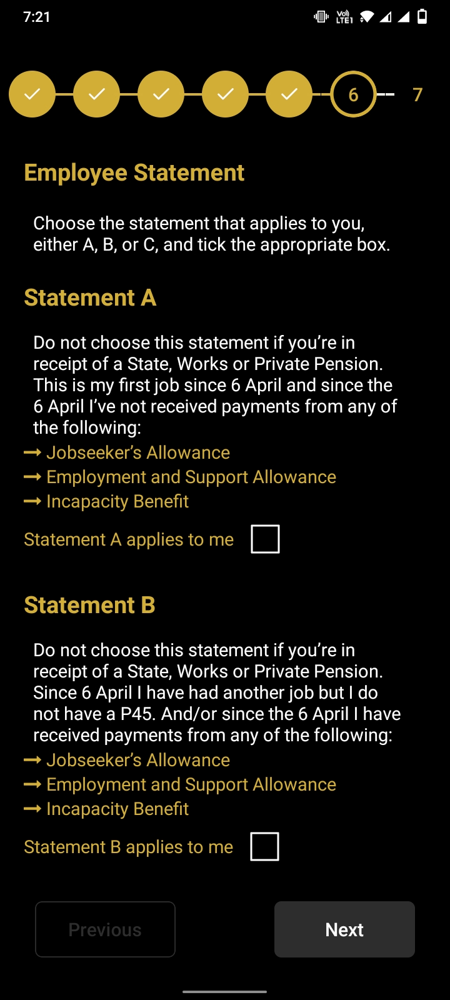 7:21
Vo)) LTE1
6
7
Employee Statement
Choose the statement that applies to you,
either A, B, or C, and tick the appropriate box.
Statement A
Do not choose this statement if you’re in
receipt of a State, Works or Private Pension.
This is my first job since 6 April and since the
6 April I’ve not received payments from any of
the following:
Jobseeker’s Allowance
Employment and Support Allowance
Incapacity Benefit
Statement A applies to me
Statement B
Do not choose this statement if you’re in
receipt of a State, Works or Private Pension.
Since 6 April I have had another job but I do
not have a P45. And/or since the 6 April I have
received payments from any of the following:
Jobseeker’s Allowance
Employment and Support Allowance
Incapacity Benefit
Statement B applies to me
Previous
Next